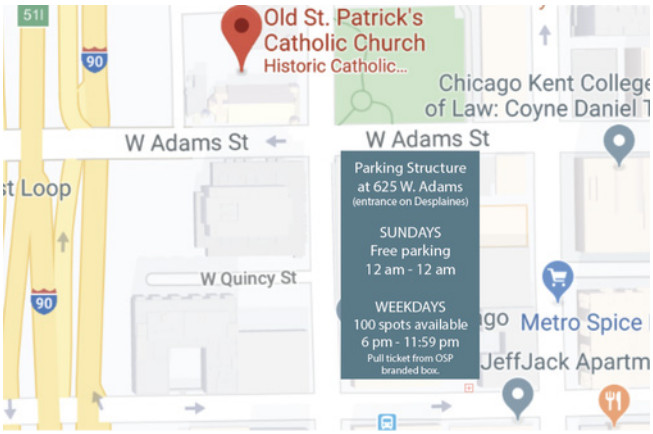 511
90
Old St. Patrick's
Catholic Church
Historic Catholic...
Chicago Kent College
of Law: Coyne Daniel T
W Adams St
W Adams St
st Loop
Parking Structure
at 625 W. Adams
(entrance on Desplaines)
SUNDAYS
Free parking
12 am - 12 am
W Quincy St
90
WEEKDAYS
100 spots available
6 pm - 11:59 pm
Pull ticket from OSP
branded box.
go
Metro Spice
JeffJack Apartm